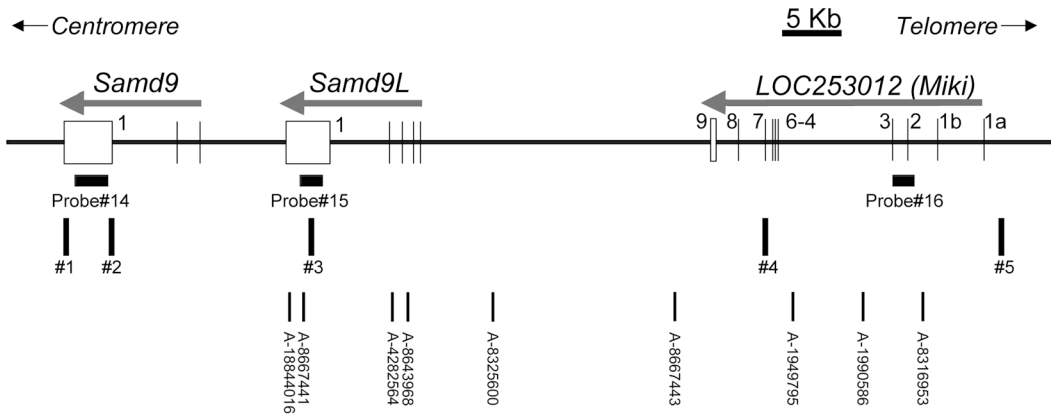 Centromere
5 Kb
Telomere
Samd9
Samd9L
LOC253012 (Miki)
1
1
9 8 7 6-4 3 2 1b 1a
Probe#14
Probe#15
Probe#16
#1 #2 #3 #4 #5
A-18844016
A-8667441
A-4282564
A-8643968
A-8325600
A-8667443
A-1949795
A-1990586
A-8316953